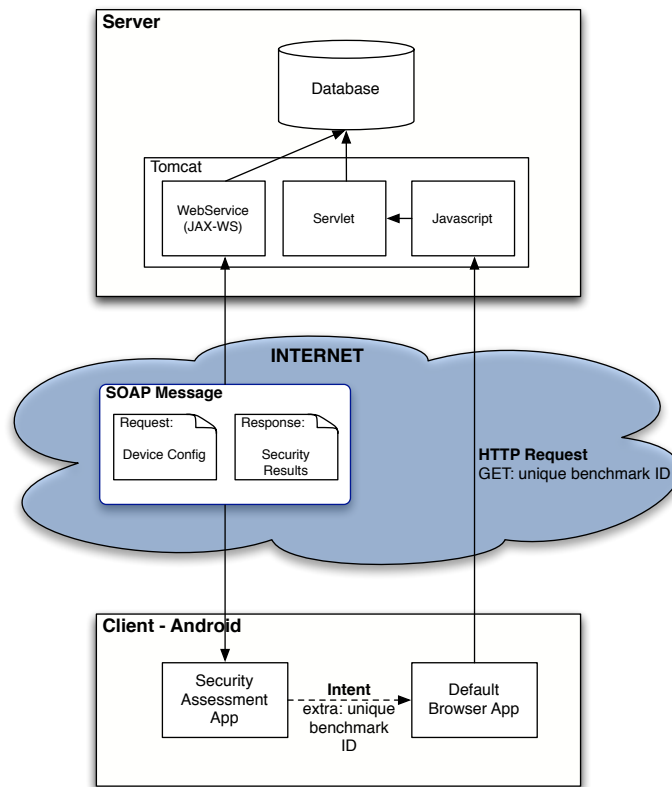 Server
Database
Tomcat
WebService
(JAX-WS)
Servlet
Javascript
INTERNET
SOAP Message
Request:
Device Config
Response:
Security
Results
HTTP Request
GET: unique benchmark ID
Client - Android
Security
Assessment
App
Intent
extra: unique
benchmark
ID
Default
Browser App